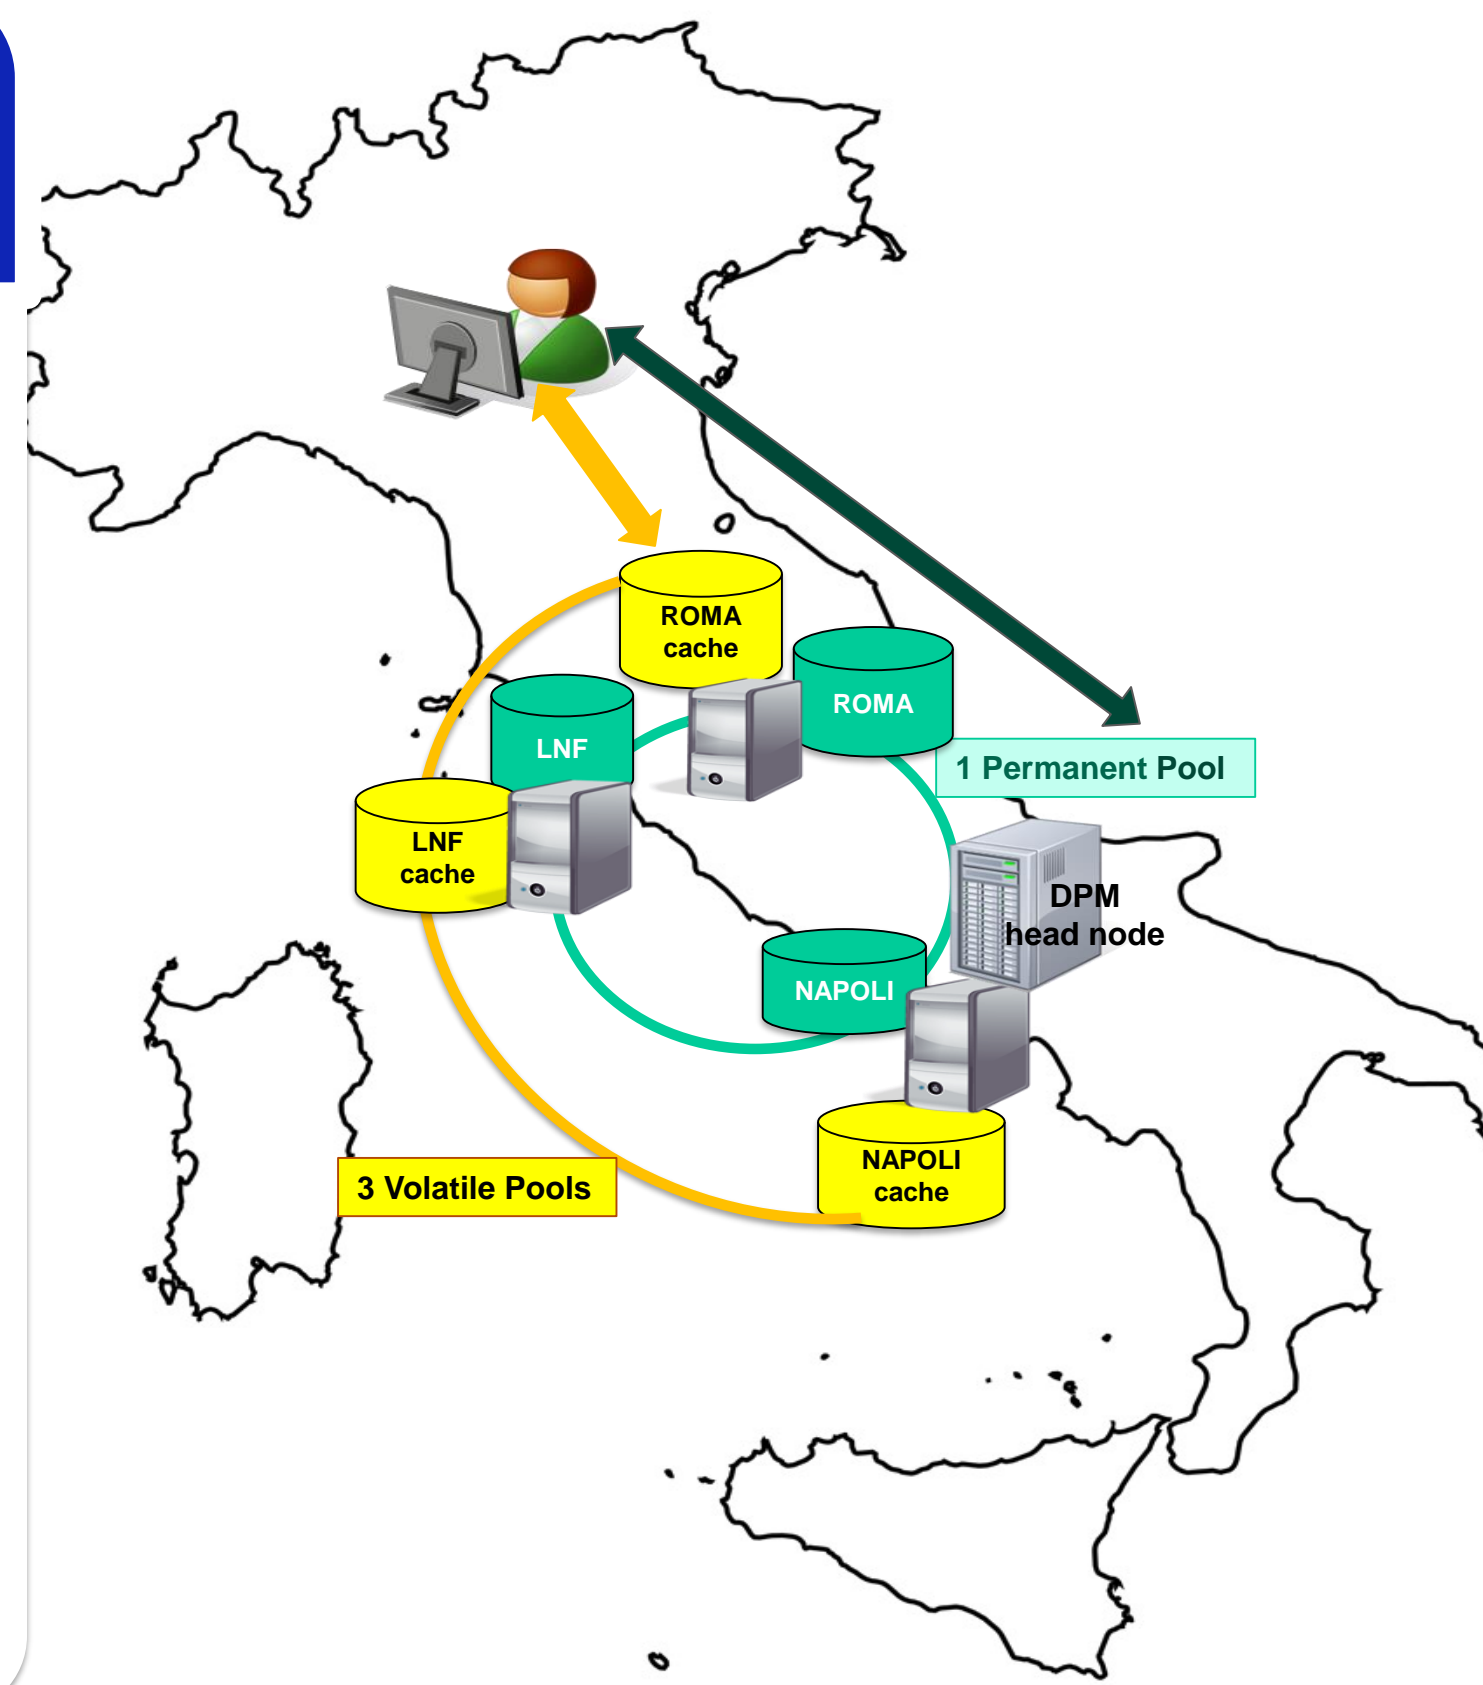 ROMA
cache
ROMA
LNF
1 Permanent Pool
LNF
cache
DPM
head node
NAPOLI
NAPOLI
cache
3 Volatile Pools